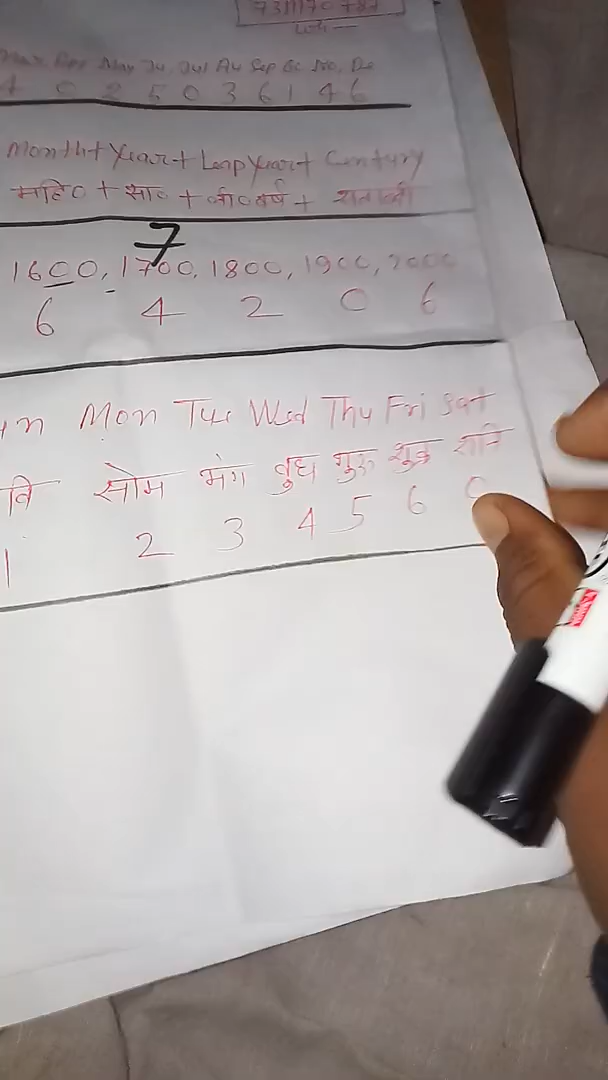 Mar Apr May Ju Jul Au Sep Oc No, De
4 0 2 5 0 3 6 1 4 6
Month + Year + Leap Year + Century
महि० + सा० + ली० वर्ष + शताब्दी
7
1600, 1700, 1800, 1900, 2000
6 4 2 0 6
un Mon Tue Wed Thu Fri Sat
वि सोम मंग बुध गुरू शुक्र शनि
1 2 3 4 5 6 0